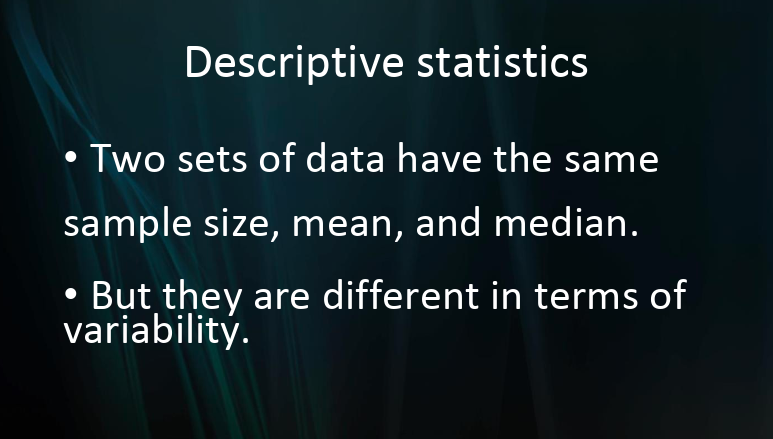 Descriptive statistics
• Two sets of data have the same
sample size, mean, and median.
• But they are different in terms of
variability.